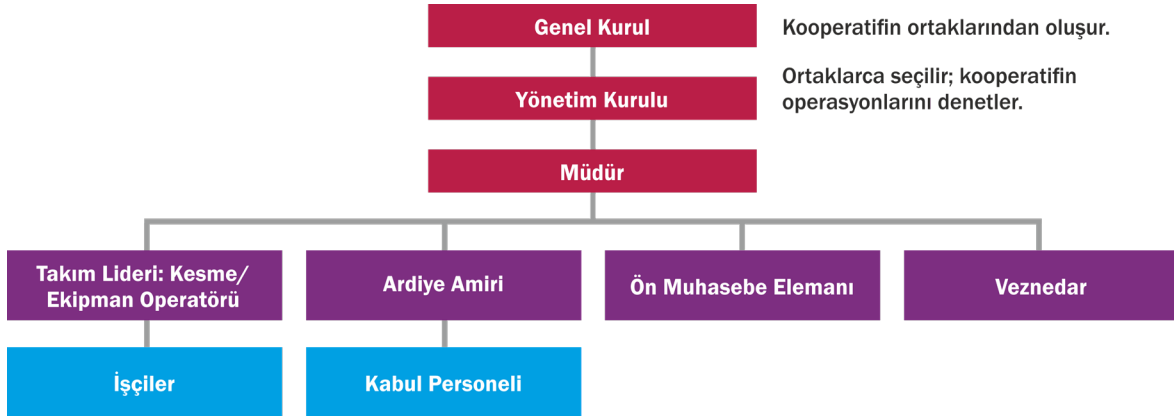 Genel Kurul
Kooperatifin ortaklarından oluşur.
Yönetim Kurulu
Ortaklarca seçilir; kooperatifin
operasyonlarını denetler.
Müdür
Takım Lideri: Kesme/
Ekipman Operatörü
Ardiye Amiri
Ön Muhasebe Elemanı
Veznedar
İşçiler
Kabul Personeli